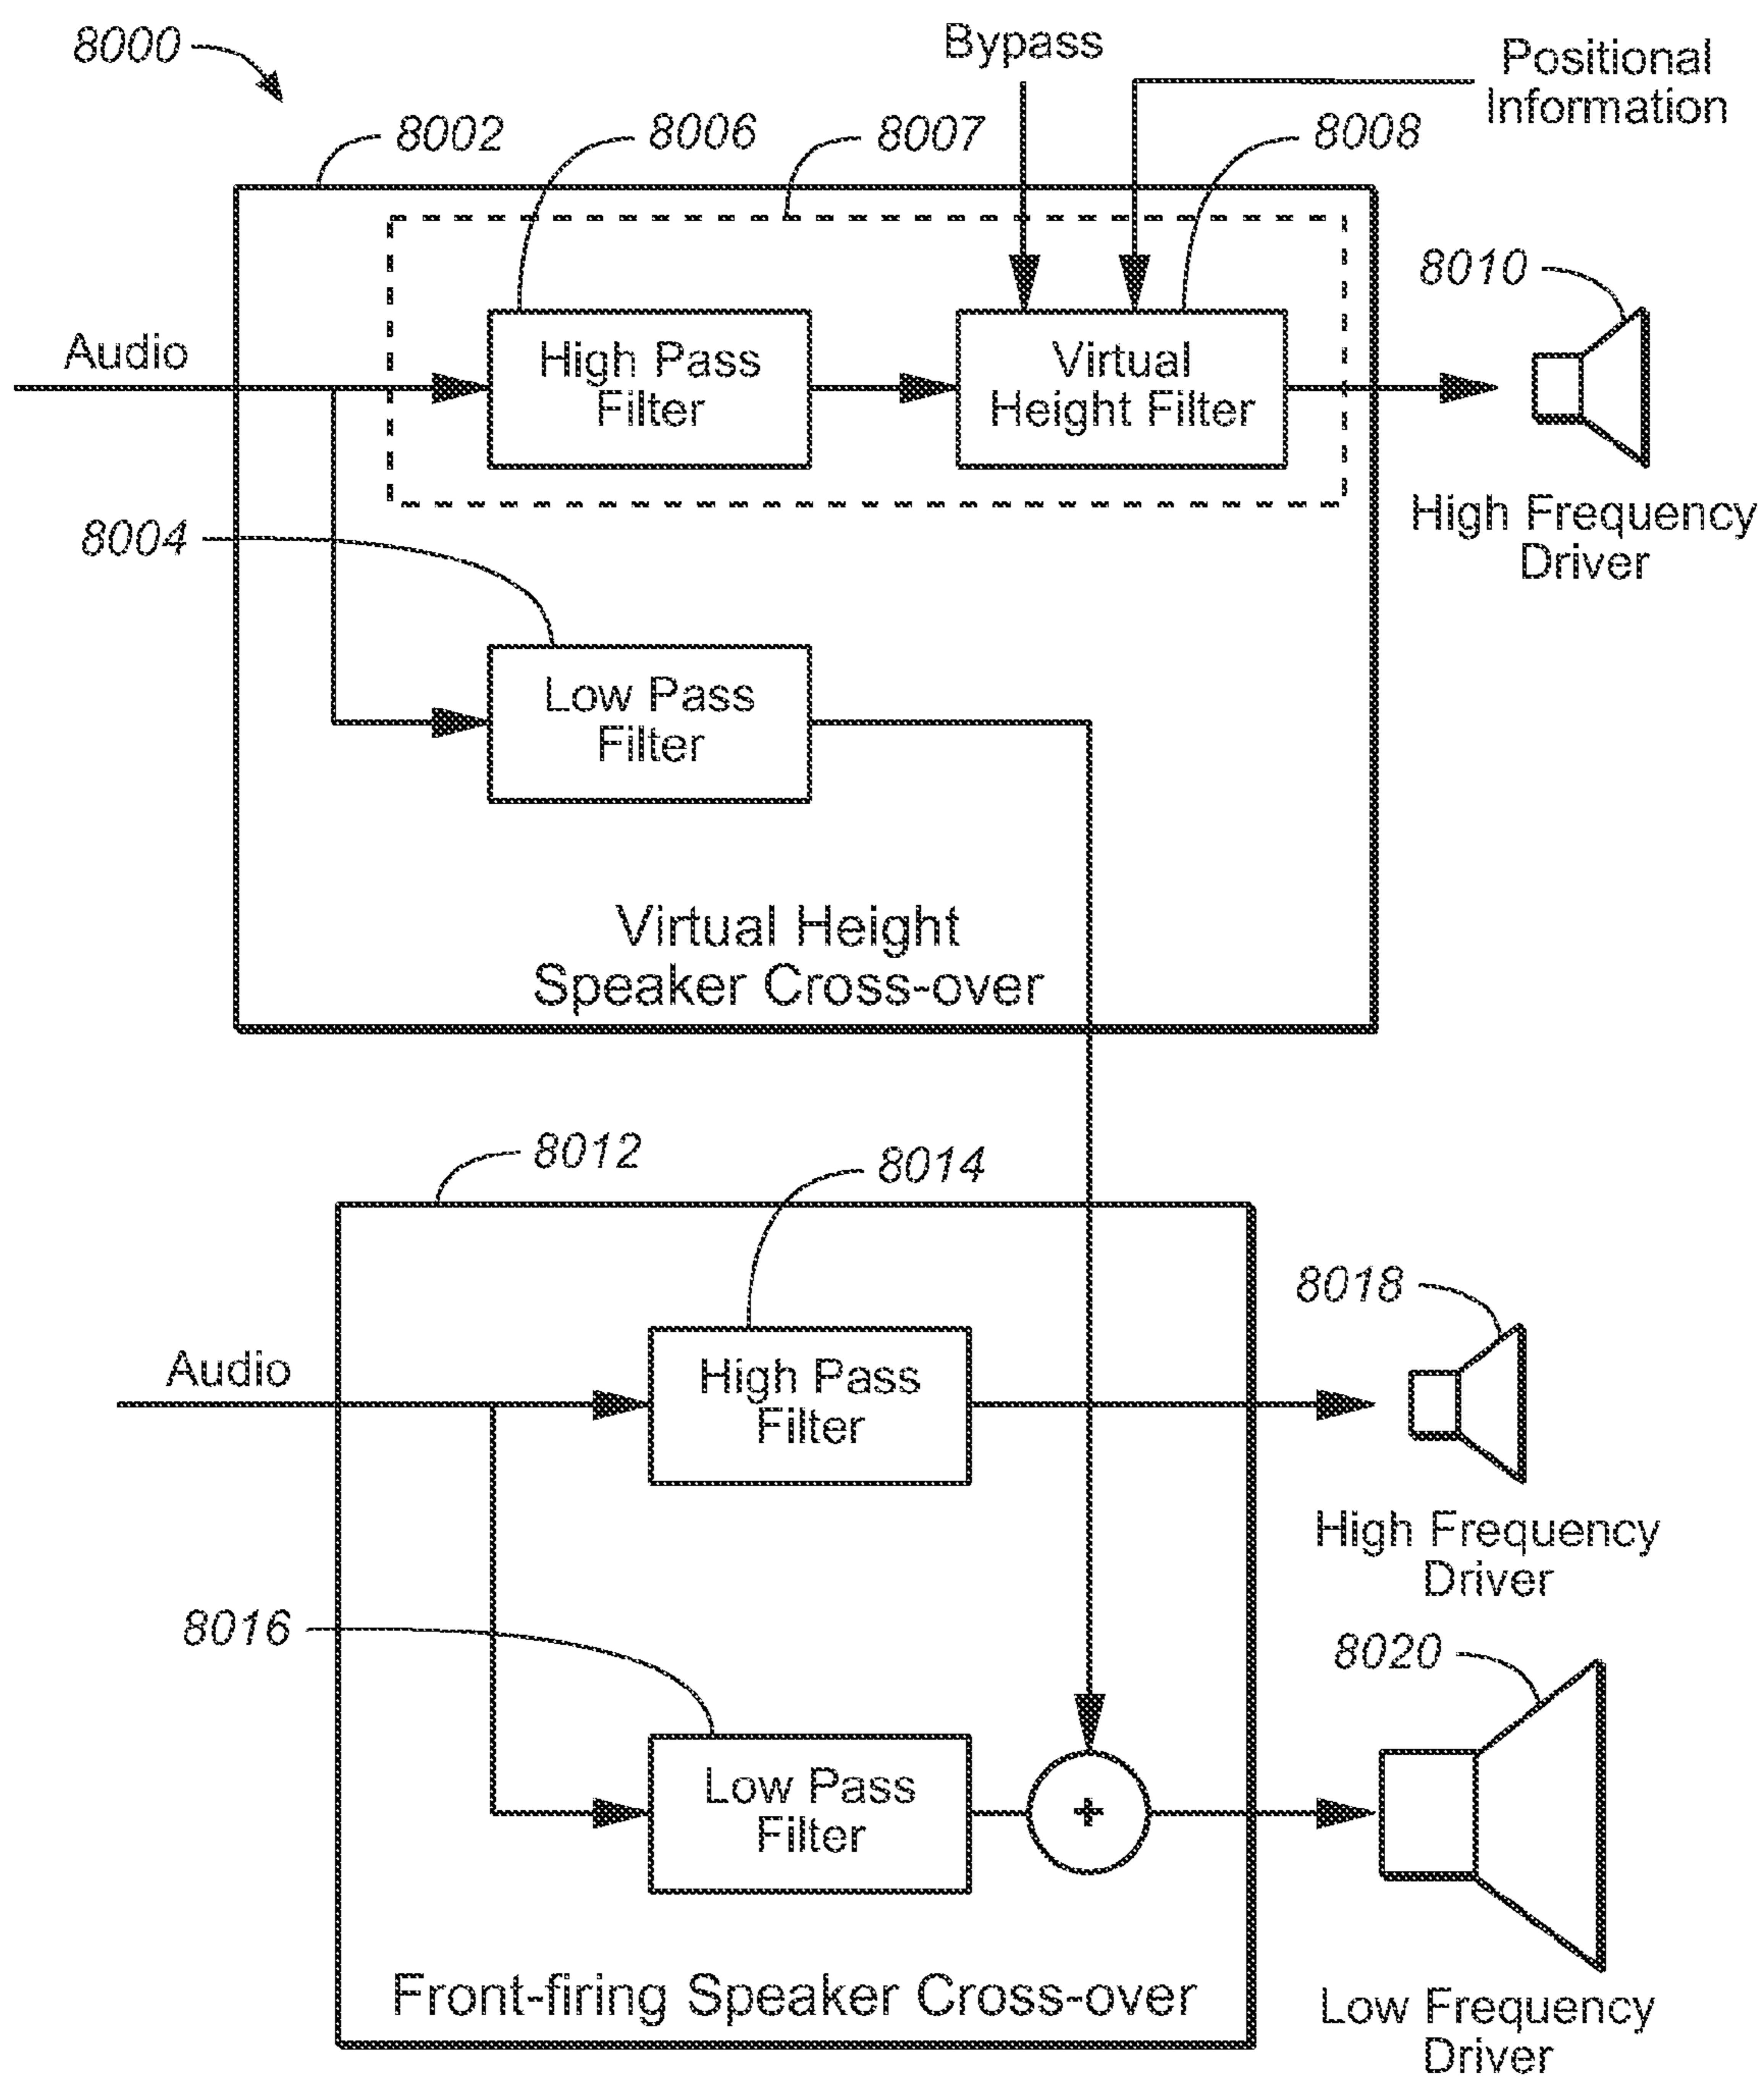 8000
Bypass
Positional
Information
8002
8006
8007
8008
8010
Audio
High Pass
Filter
Virtual
Height Filter
High Frequency
Driver
8004
Low Pass
Filter
Virtual Height
Speaker Cross-over
8012
8014
8018
Audio
High Pass
Filter
High Frequency
Driver
8016
8020
Low Pass
Filter
+
Front-firing Speaker Cross-over
Low Frequency
Driver